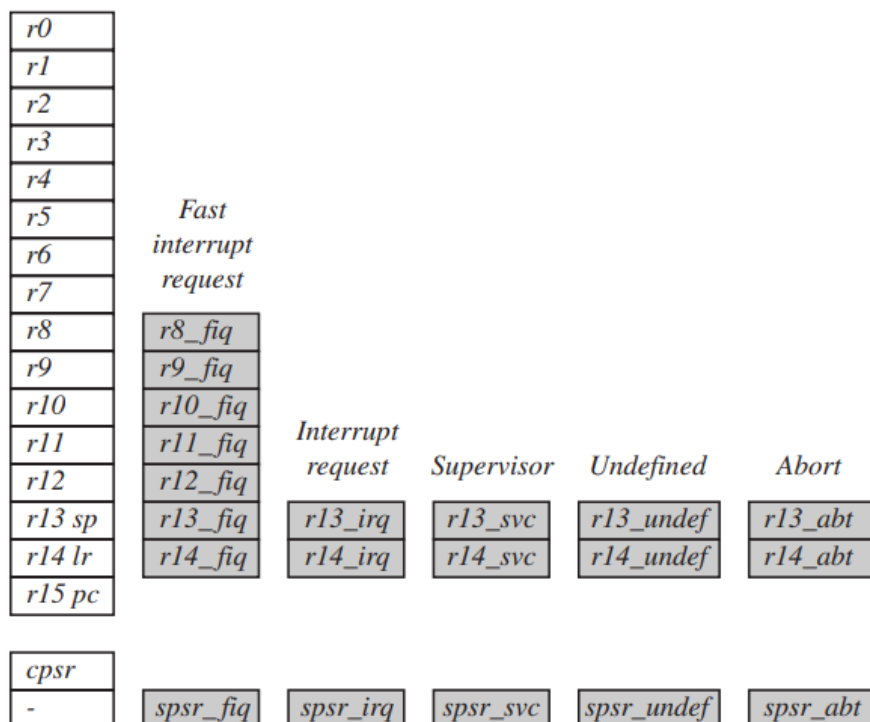 r0
r1
r2
r3
r4
r5 Fast
r6 interrupt
r7 request
r8 r8_fiq
r9 r9_fiq
r10 r10_fiq
r11 r11_fiq Interrupt
r12 r12_fiq request Supervisor Undefined Abort
r13 sp r13_fiq r13_irq r13_svc r13_undef r13_abt
r14 lr r14_fiq r14_irq r14_svc r14_undef r14_abt
r15 pc
cpsr
- spsr_fiq spsr_irq spsr_svc spsr_undef spsr_abt